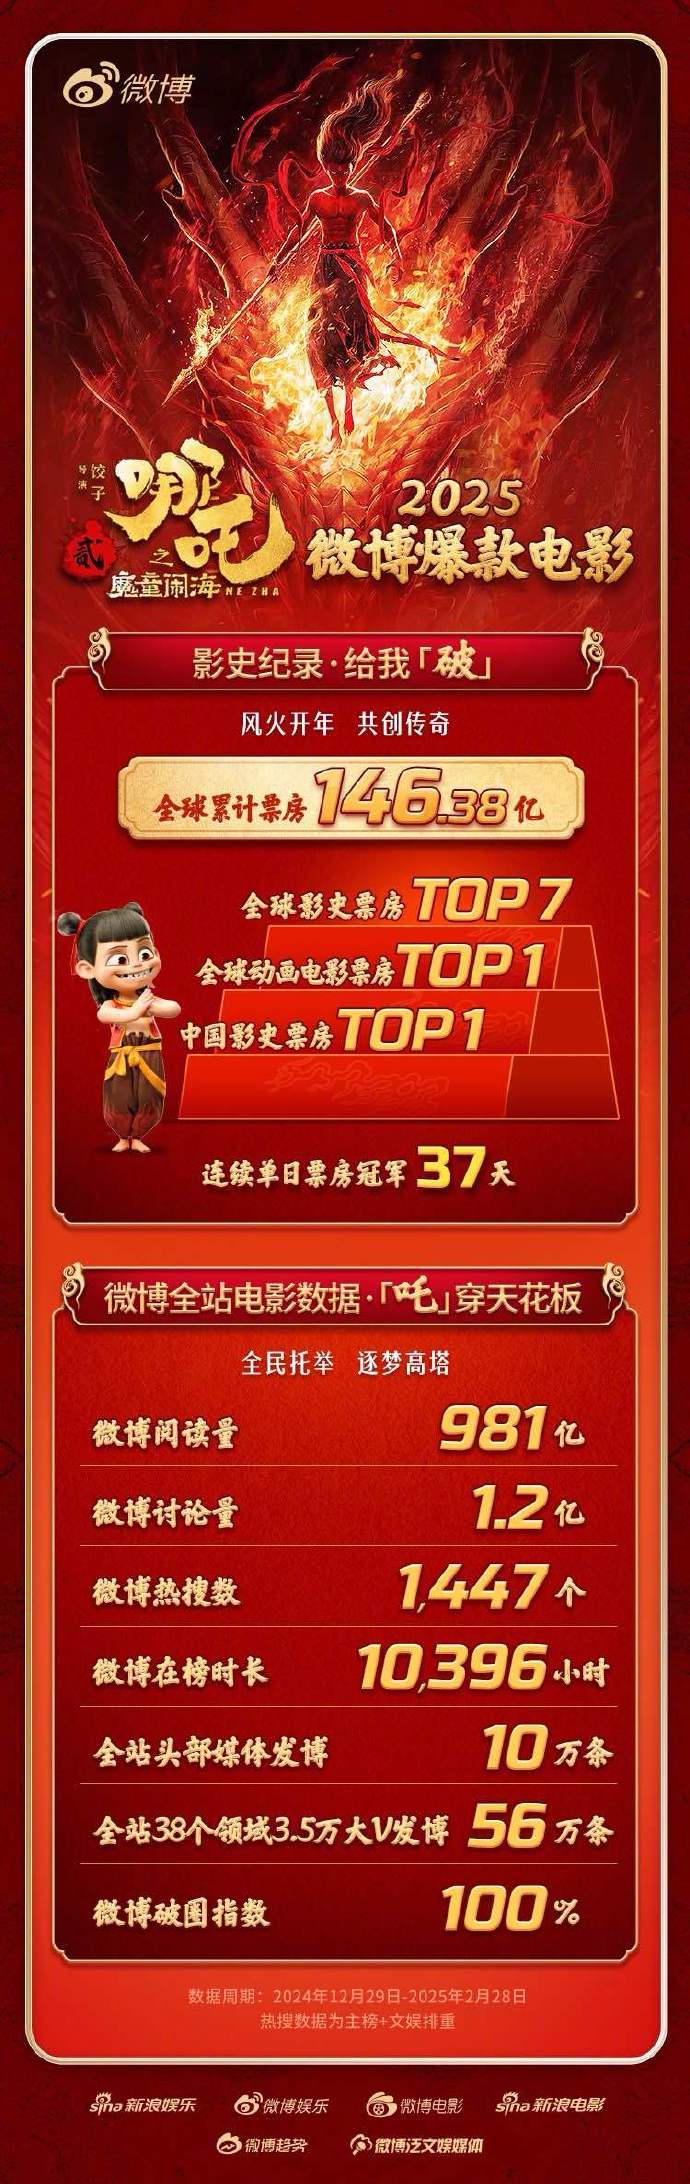 微博
导演 饺子
哪吒
贰
之
魔童闹海
NE ZHA
2025
微博爆款电影
影史纪录·给我「破」
风火开年 共创传奇
全球累计票房146.38亿
全球影史票房TOP7
全球动画电影票房TOP1
中国影史票房TOP1
连续单日票房冠军37天
微博全站电影数据·「吒」穿天花板
全民托举 逐梦高塔
微博阅读量 981亿
微博讨论量 1.2亿
微博热搜数 1,447个
微博在榜时长 10,396小时
全站头部媒体发博 10万条
全站38个领域3.5万大V发博 56万条
微博破圈指数 100%
数据周期：2024年12月29日-2025年2月28日
热搜数据为主榜+文娱排重
sina新浪娱乐 微博娱乐 微博电影 sina新浪电影
微博趋势 微博泛文娱媒体